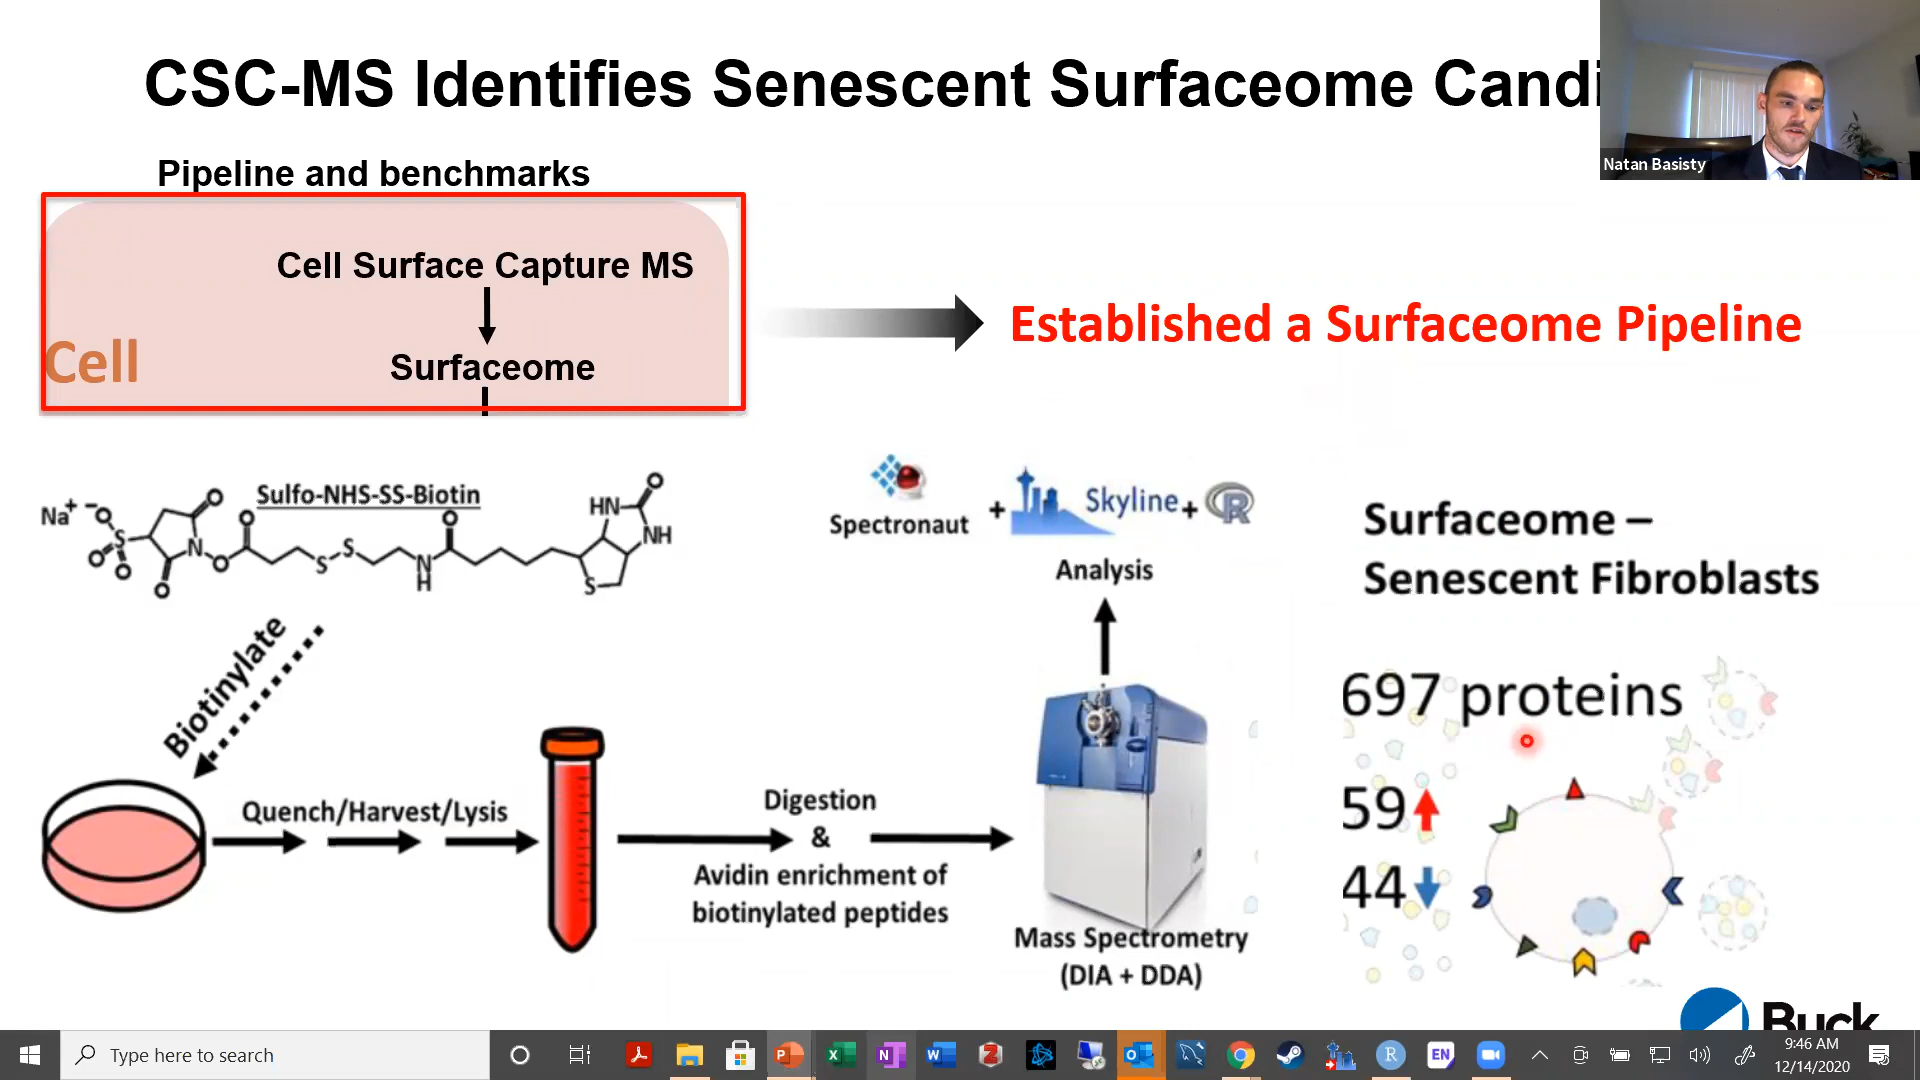 CSC-MS Identifies Senescent Surfaceome Candi
Natan Basisty
Pipeline and benchmarks
Cell Surface Capture MS
Surfaceome
Cell
Established a Surfaceome Pipeline
Sulfo-NHS-SS-Biotin
Na+ −O
O
O
O
HN
O
NH
S
O
O
O
N
O
S
S
N
H
S
Biotinylate
Quench/Harvest/Lysis
Digestion
&
Avidin enrichment of
biotinylated peptides
Spectronaut
+
Skyline
+
R
Analysis
Mass Spectrometry
(DIA + DDA)
Surfaceome –
Senescent Fibroblasts
697 proteins
59
44
Buck
Type here to search
EN
9:46 AM
12/14/2020